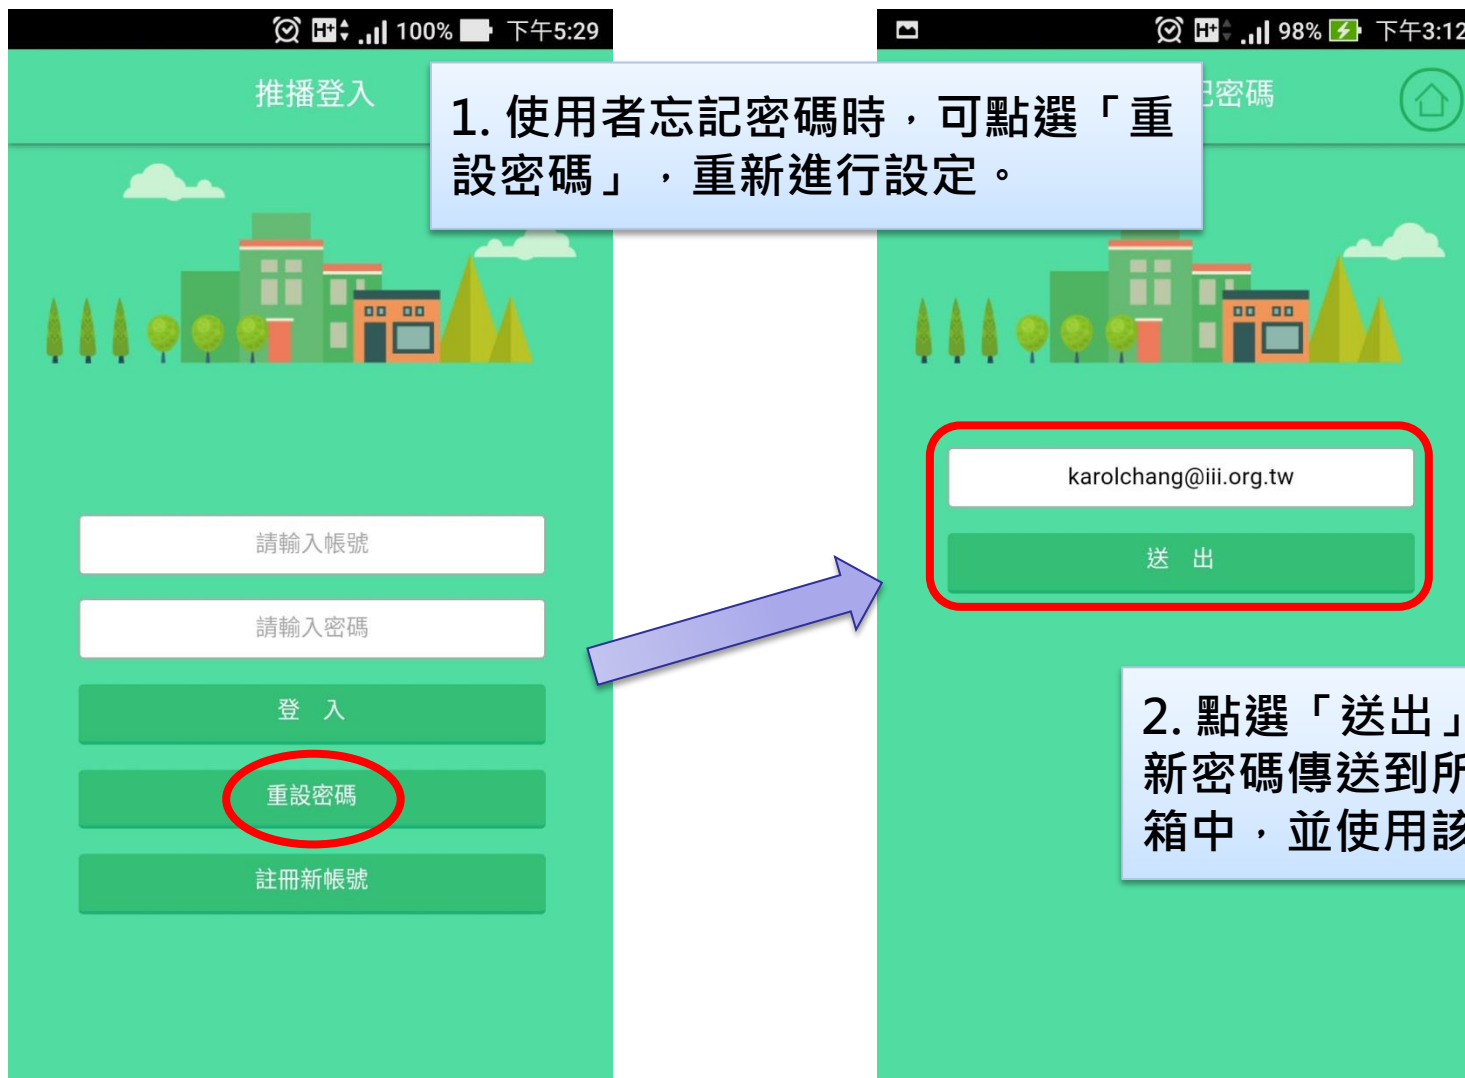 100% 下午5:29
推播登入
1. 使用者忘記密碼時，可點選「重
設密碼」，重新進行設定。
請輸入帳號
請輸入密碼
登 入
重設密碼
註冊新帳號
98% 下午3:12
密碼
karolchang@iii.org.tw
送 出
2. 點選「送出」
新密碼傳送到所
箱中，並使用該